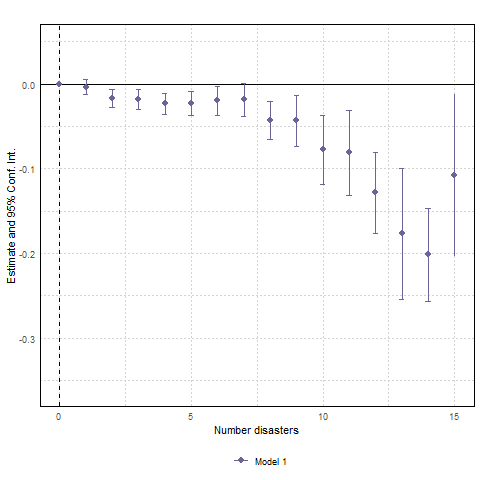 0.0
-0.1
-0.2
-0.3
Estimate and 95% Conf.Int.
0 5 10 15
Number disasters
Model 1